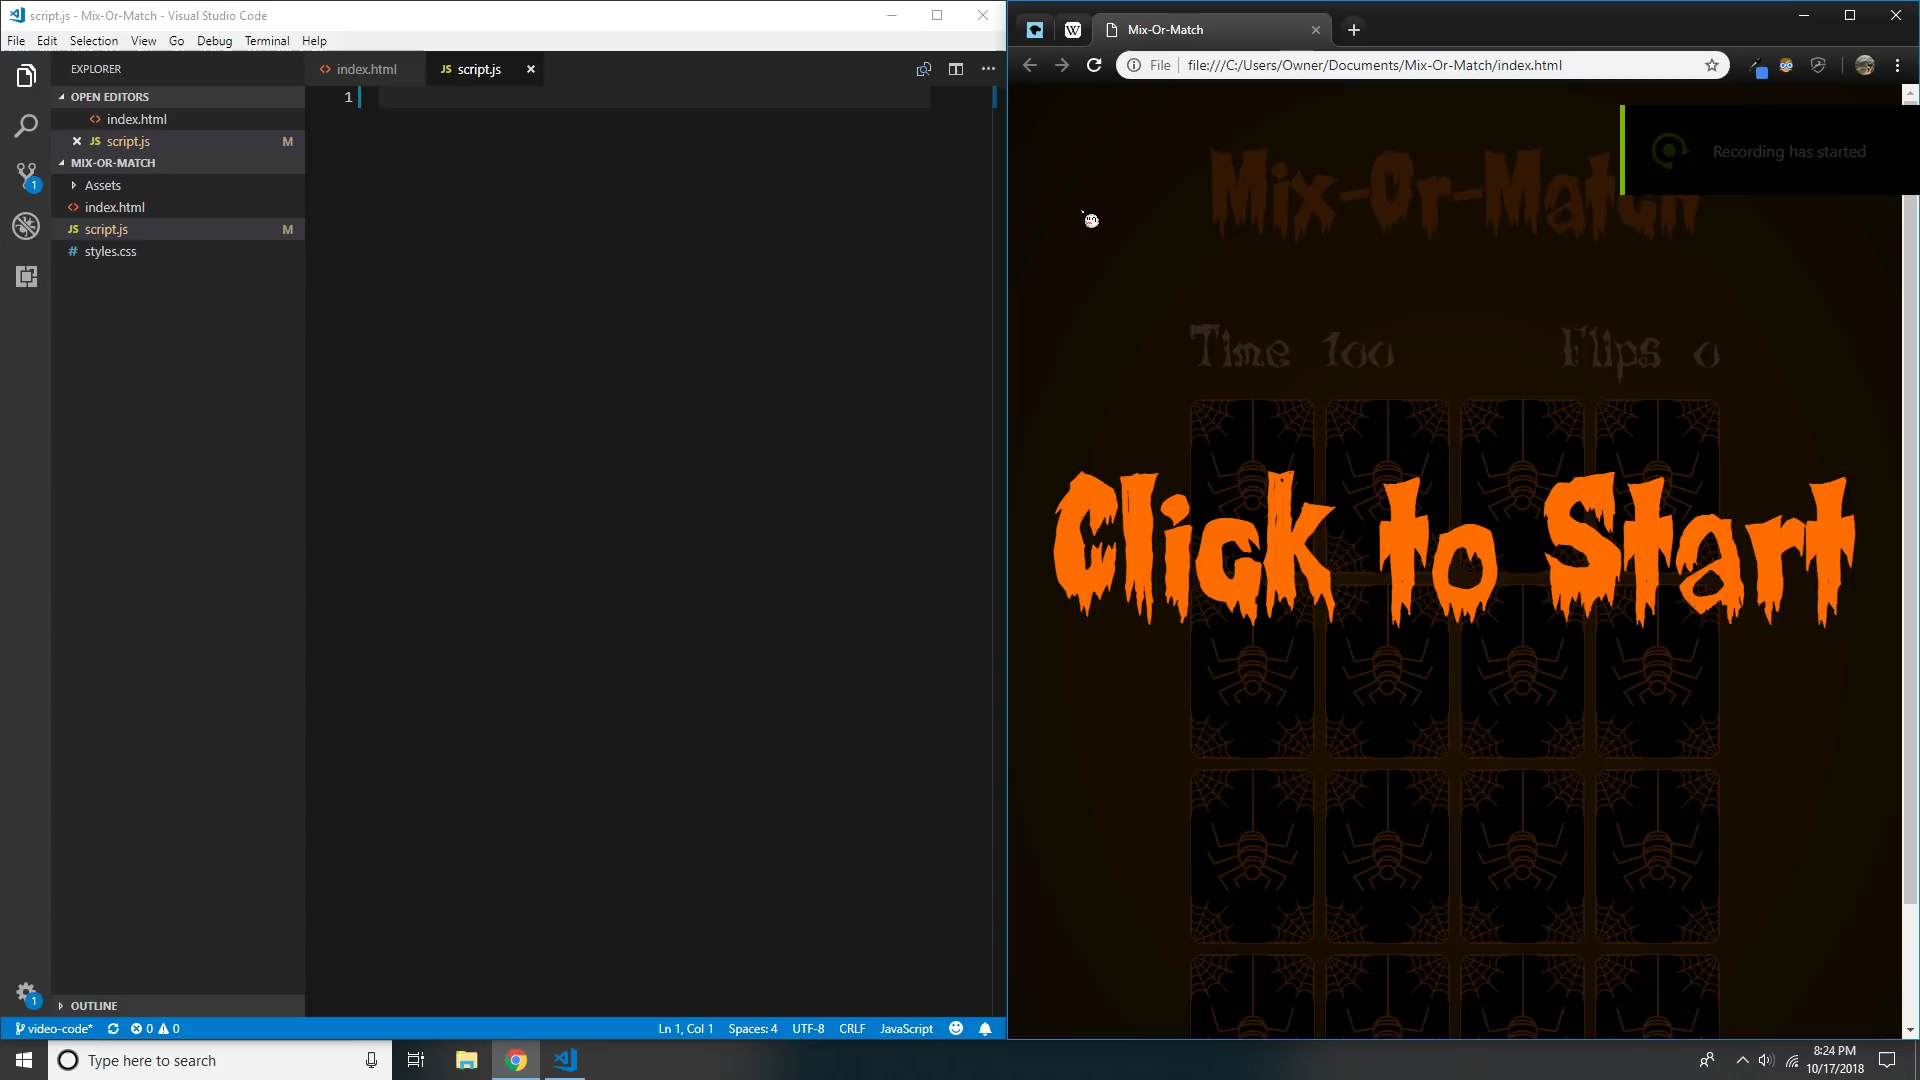 script.js - Mix-Or-Match - Visual Studio Code
File Edit Selection View Go Debug Terminal Help
EXPLORER
OPEN EDITORS
index.html
script.js M
MIX-OR-MATCH
Assets
index.html
script.js M
styles.css
OUTLINE
index.html
JS script.js
1
video-code* 0 0
Ln 1, Col 1 Spaces: 4 UTF-8 CRLF JavaScript
Mix-Or-Match
File file:///C:/Users/Owner/Documents/Mix-Or-Match/index.html
Recording has started
Mix-Or-Match
Time 100 Flips 0
Click to Start
Type here to search
8:24 PM
10/17/2018